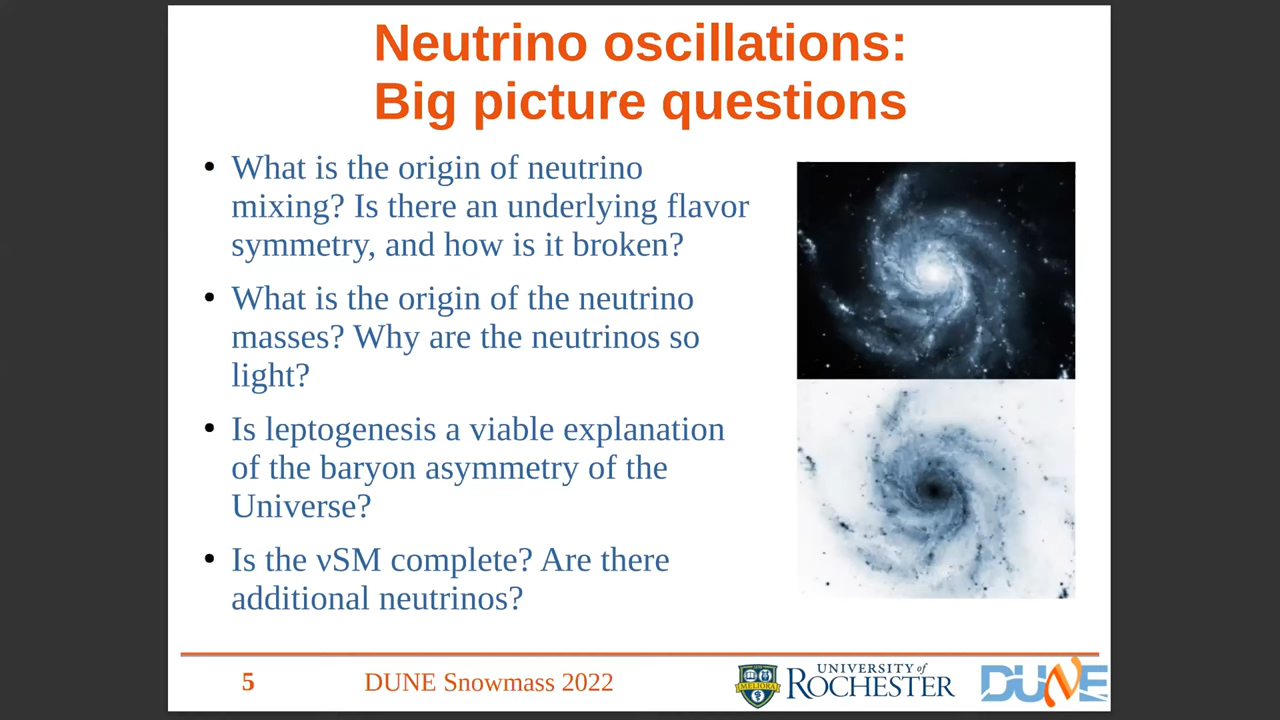 Neutrino oscillations:
Big picture questions
• What is the origin of neutrino
mixing? Is there an underlying flavor
symmetry, and how is it broken?
• What is the origin of the neutrino
masses? Why are the neutrinos so
light?
• Is leptogenesis a viable explanation
of the baryon asymmetry of the
Universe?
• Is the νSM complete? Are there
additional neutrinos?
5
DUNE Snowmass 2022
MELIORA
UNIVERSITY of
ROCHESTER
DUNE